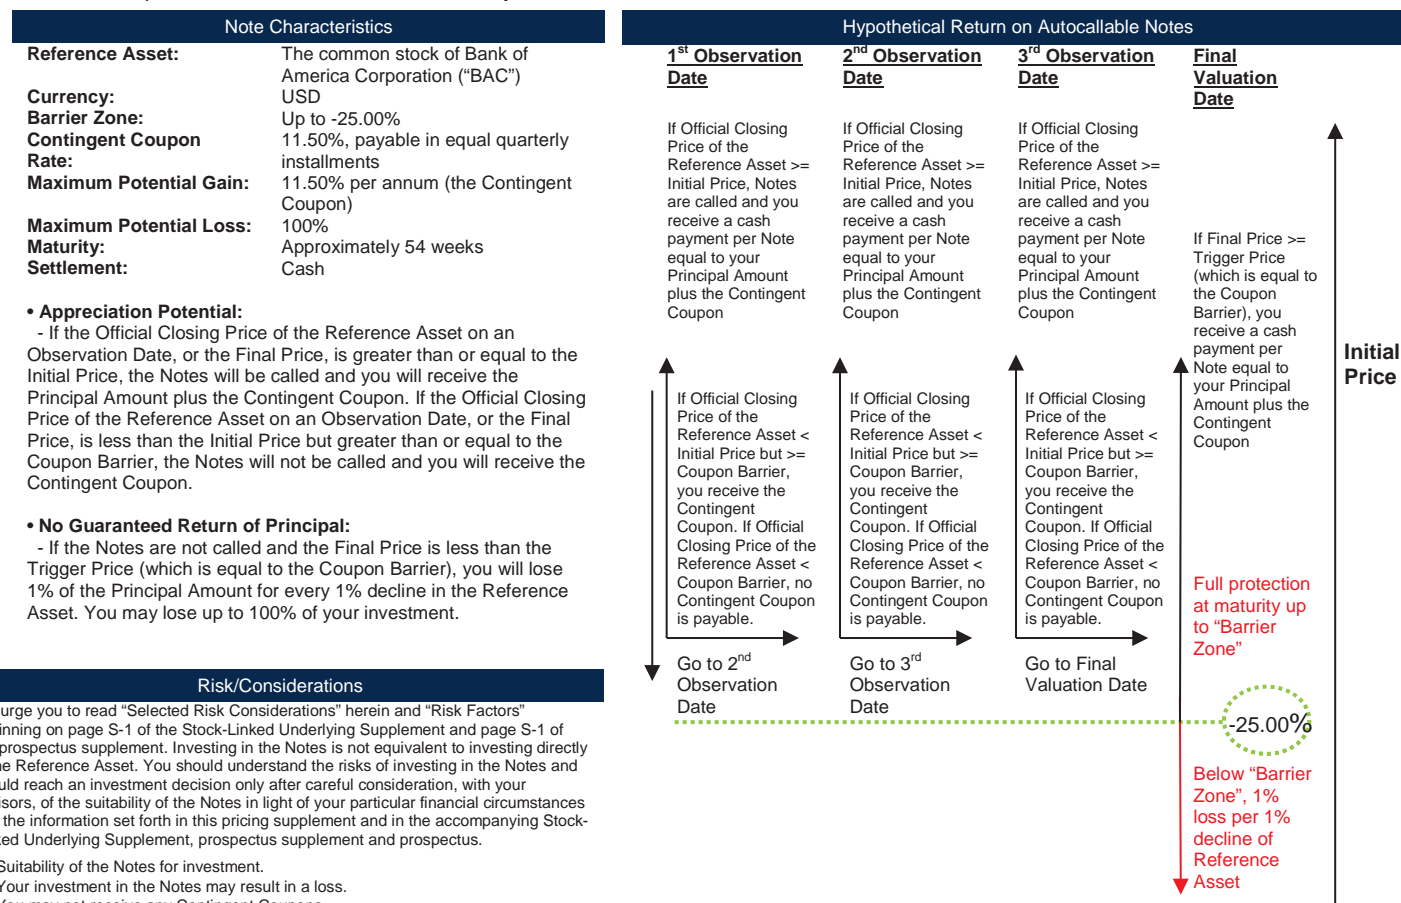 Note Characteristics
Reference Asset: The common stock of Bank of
America Corporation (“BAC”)
Currency: USD
Barrier Zone: Up to -25.00%
Contingent Coupon 11.50%, payable in equal quarterly
Rate: installments
Maximum Potential Gain: 11.50% per annum (the Contingent
Coupon)
Maximum Potential Loss: 100%
Maturity: Approximately 54 weeks
Settlement: Cash
• Appreciation Potential:
- If the Official Closing Price of the Reference Asset on an
Observation Date, or the Final Price, is greater than or equal to the
Initial Price, the Notes will be called and you will receive the
Principal Amount plus the Contingent Coupon. If the Official Closing
Price of the Reference Asset on an Observation Date, or the Final
Price, is less than the Initial Price but greater than or equal to the
Coupon Barrier, the Notes will not be called and you will receive the
Contingent Coupon.
• No Guaranteed Return of Principal:
- If the Notes are not called and the Final Price is less than the
Trigger Price (which is equal to the Coupon Barrier), you will lose
1% of the Principal Amount for every 1% decline in the Reference
Asset. You may lose up to 100% of your investment.
Risk/Considerations
urge you to read “Selected Risk Considerations” herein and “Risk Factors”
nning on page S-1 of the Stock-Linked Underlying Supplement and page S-1 of
prospectus supplement. Investing in the Notes is not equivalent to investing directly
he Reference Asset. You should understand the risks of investing in the Notes and
uld reach an investment decision only after careful consideration, with your
isors, of the suitability of the Notes in light of your particular financial circumstances
the information set forth in this pricing supplement and in the accompanying Stock-
ked Underlying Supplement, prospectus supplement and prospectus.
Suitability of the Notes for investment.
Your investment in the Notes may result in a loss.
You may not receive any Contingent Coupons
Hypothetical Return on Autocallable Notes
1st Observation
Date
If Official Closing
Price of the
Reference Asset >=
Initial Price, Notes
are called and you
receive a cash
payment per Note
equal to your
Principal Amount
plus the Contingent
Coupon
If Official Closing
Price of the
Reference Asset <
Initial Price but >=
Coupon Barrier,
you receive the
Contingent
Coupon. If Official
Closing Price of the
Reference Asset <
Coupon Barrier, no
Contingent Coupon
is payable.
Go to 2nd
Observation
Date
2nd Observation
Date
If Official Closing
Price of the
Reference Asset >=
Initial Price, Notes
are called and you
receive a cash
payment per Note
equal to your
Principal Amount
plus the Contingent
Coupon
If Official Closing
Price of the
Reference Asset <
Initial Price but >=
Coupon Barrier,
you receive the
Contingent
Coupon. If Official
Closing Price of the
Reference Asset <
Coupon Barrier, no
Contingent Coupon
is payable.
Go to 3rd
Observation
Date
3rd Observation
Date
If Official Closing
Price of the
Reference Asset >=
Initial Price, Notes
are called and you
receive a cash
payment per Note
equal to your
Principal Amount
plus the Contingent
Coupon
If Official Closing
Price of the
Reference Asset <
Initial Price but >=
Coupon Barrier,
you receive the
Contingent
Coupon. If Official
Closing Price of the
Reference Asset <
Coupon Barrier, no
Contingent Coupon
is payable.
Go to Final
Valuation Date
Final
Valuation
Date
If Final Price >=
Trigger Price
(which is equal to
the Coupon
Barrier), you
receive a cash
payment per
Note equal to
your Principal
Amount plus the
Contingent
Coupon
Initial
Price
Full protection
at maturity up
to “Barrier
Zone”
-25.00%
Below “Barrier
Zone”, 1%
loss per 1%
decline of
Reference
Asset